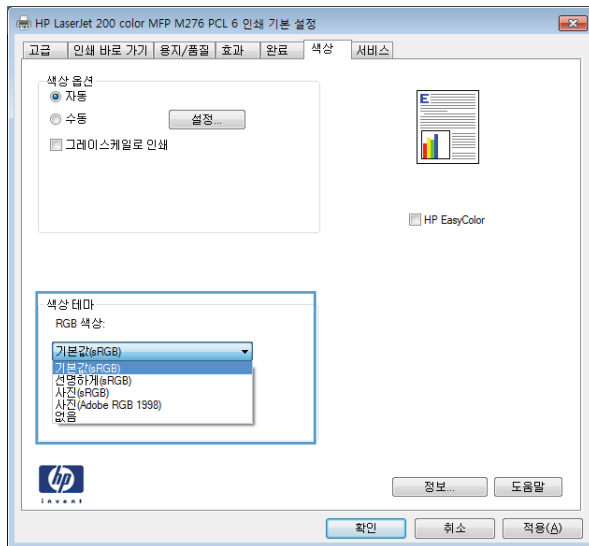 HP LaserJet 200 color MFP M276 PCL 6 인쇄 기본 설정
고급 인쇄 바로 가기 용지/품질 효과 완료 색상 서비스
색상 옵션
자동
수동
설정...
그레이스케일로 인쇄
E
HP EasyColor
색상 테마
RGB 색상:
기본값(sRGB)
기본값(sRGB)
선명하게(sRGB)
사진(sRGB)
사진(Adobe RGB 1998)
없음
hp
invent
정보... 도움말
확인 취소 적용(A)